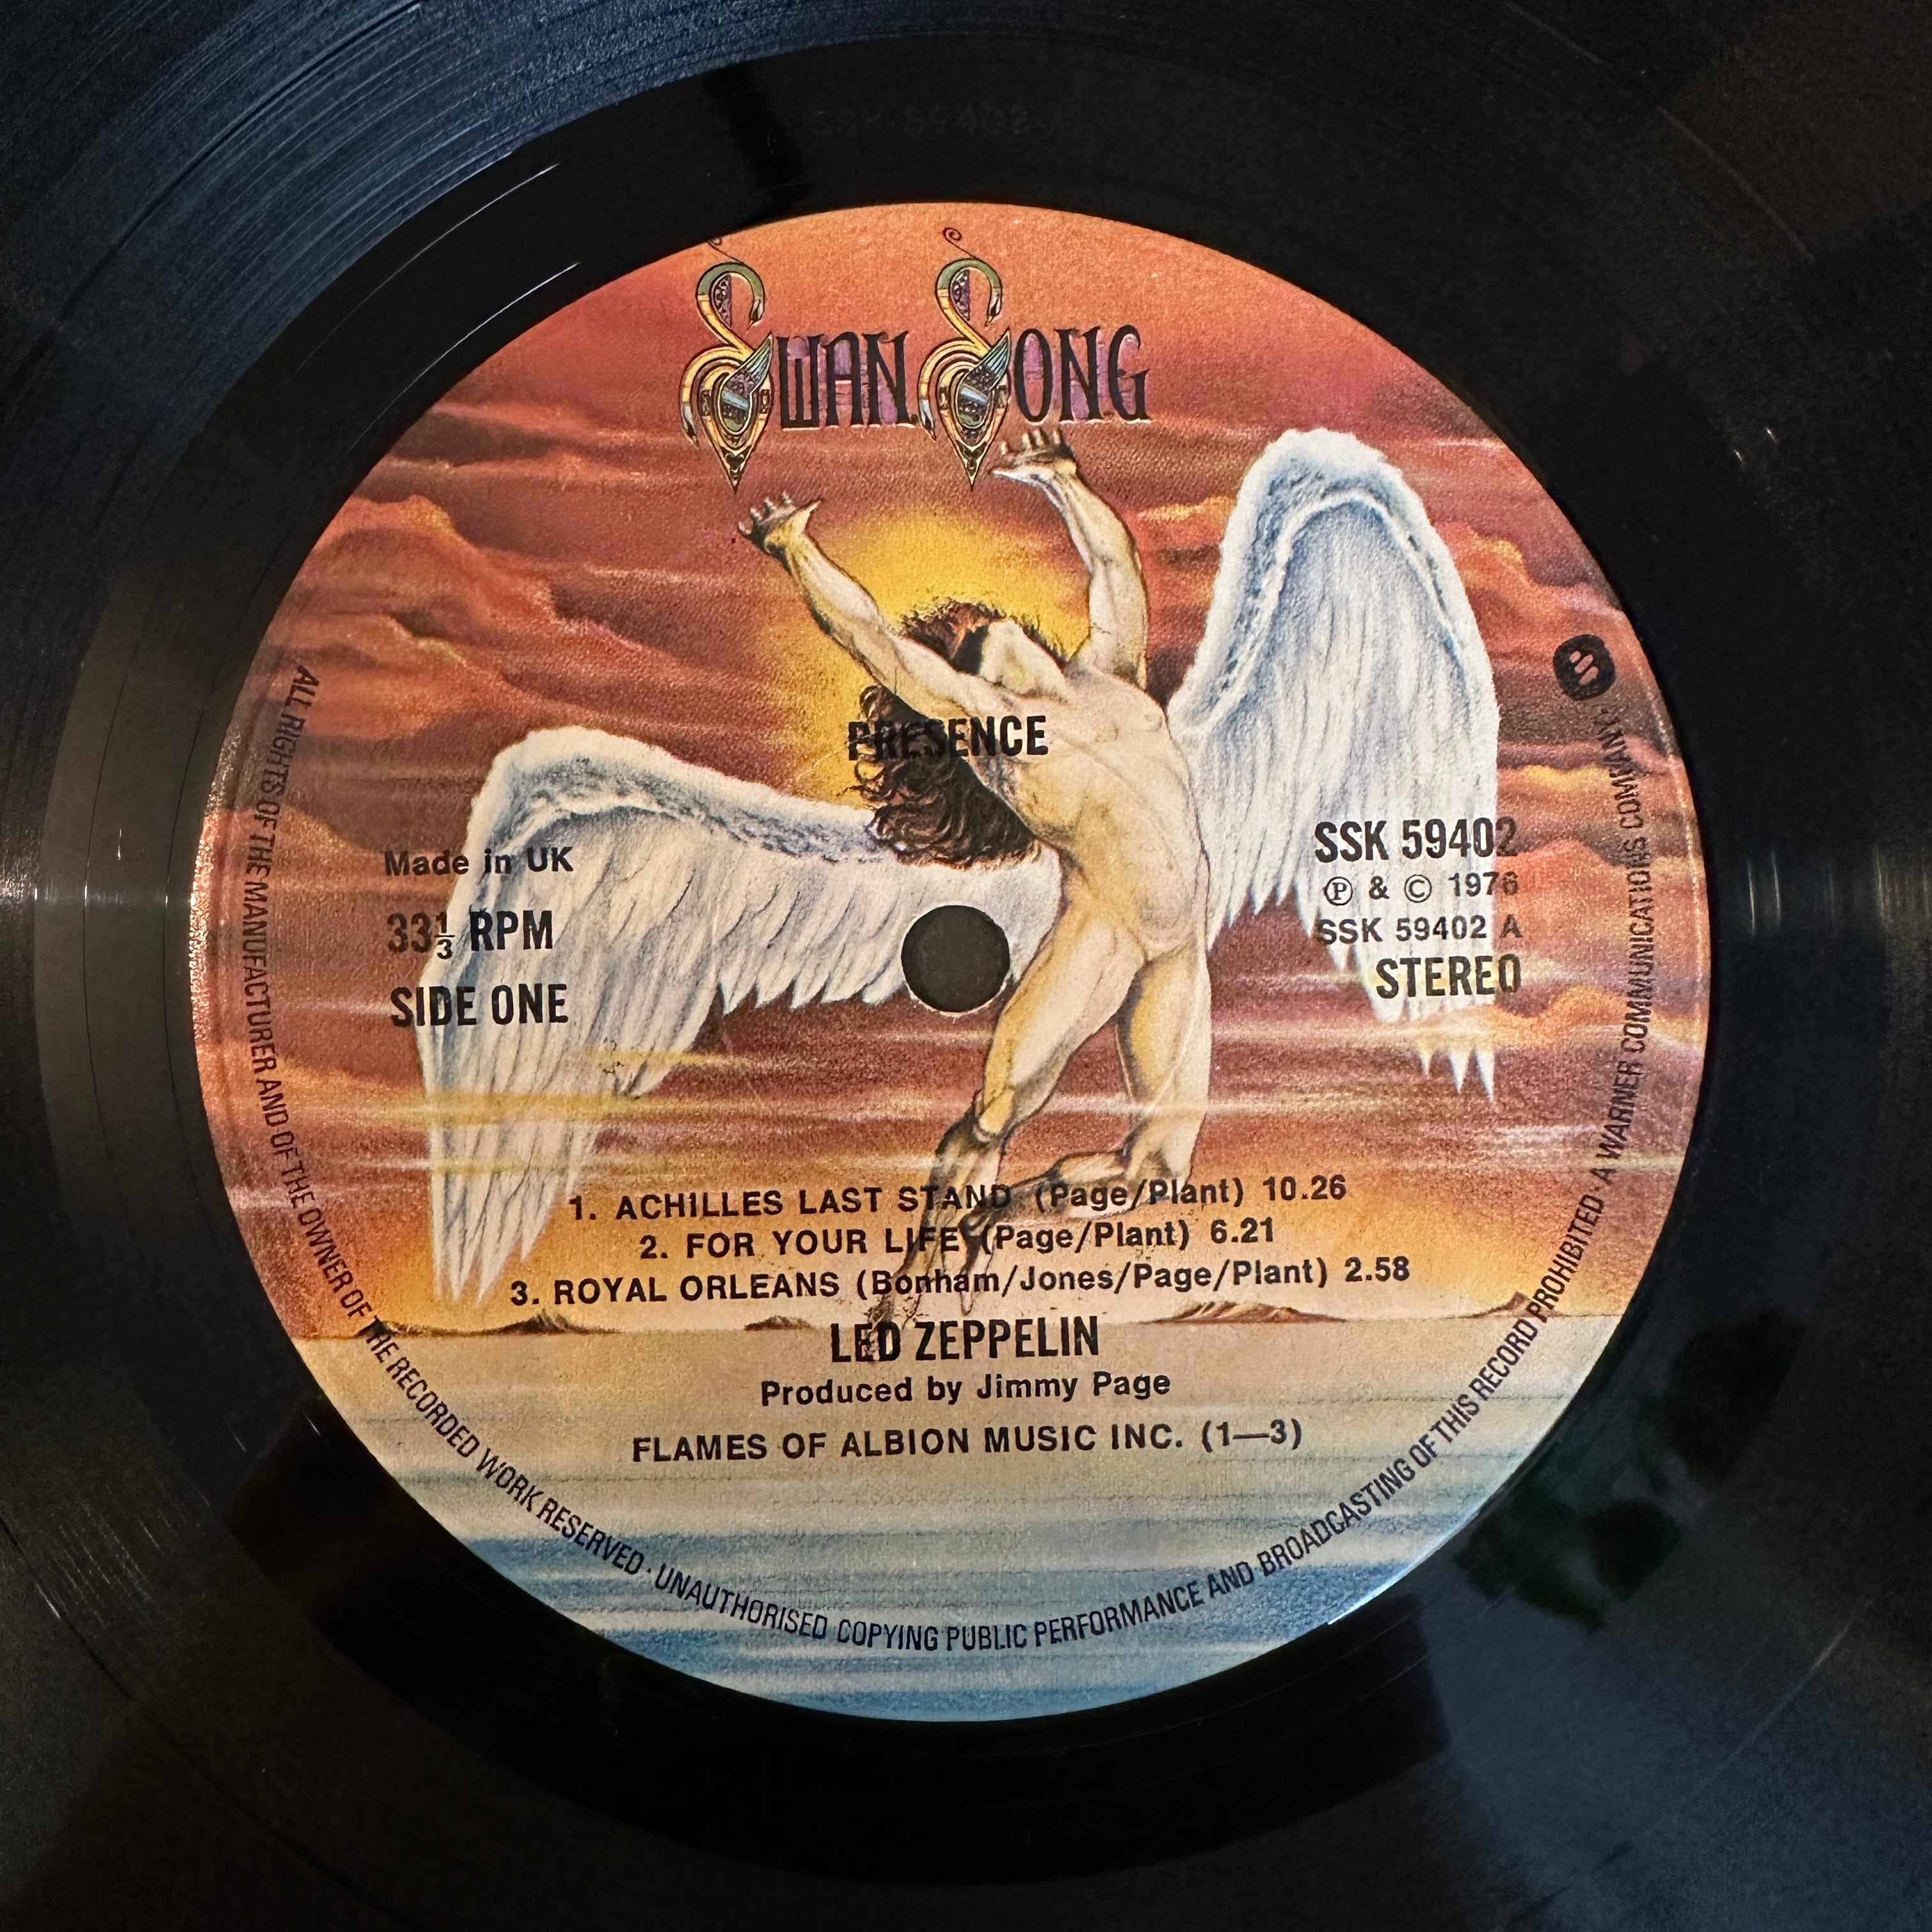 SWAN SONG
PRESENCE
Made in UK
33⅓ RPM
SIDE ONE
SSK 59402
℗ & © 1976
SSK 59402 A
STEREO
1. ACHILLES LAST STAND (Page/Plant) 10.26
2. FOR YOUR LIFE (Page/Plant) 6.21
3. ROYAL ORLEANS (Bonham/Jones/Page/Plant) 2.58
LED ZEPPELIN
Produced by Jimmy Page
FLAMES OF ALBION MUSIC INC. (1—3)
ALL RIGHTS OF THE MANUFACTURER AND OF THE OWNER OF THE RECORDED WORK RESERVED · UNAUTHORISED COPYING PUBLIC PERFORMANCE AND BROADCASTING OF THIS RECORD PROHIBITED · A WARNER COMMUNICATIONS COMPANY ·